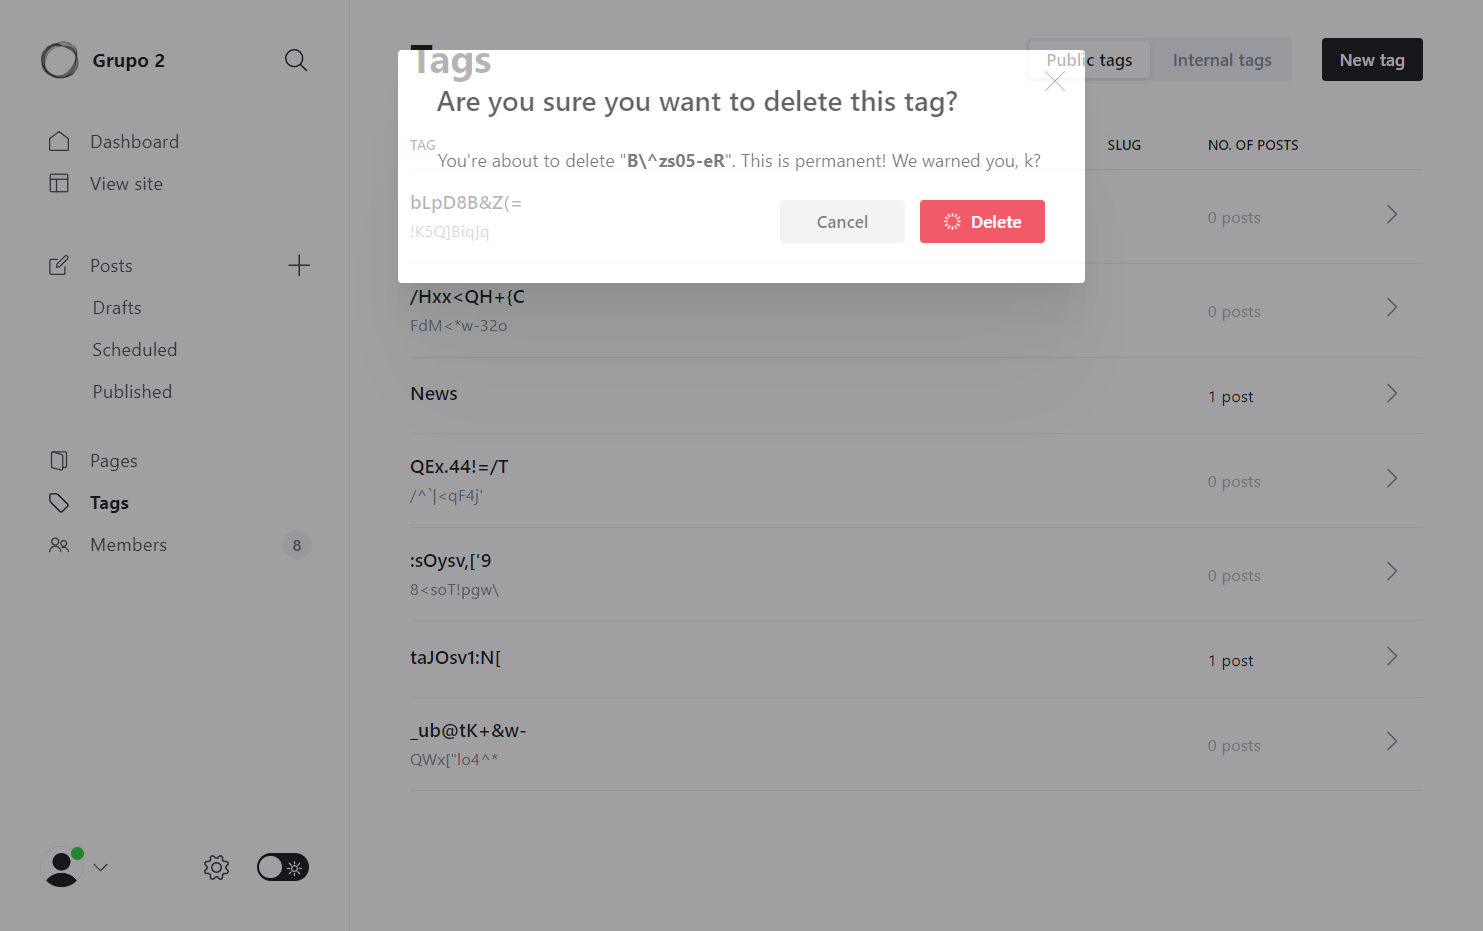 Grupo 2
Dashboard
View site
Posts
Drafts
Scheduled
Published
Pages
Tags
Members
8
Tags
Public tags
Internal tags
New tag
Are you sure you want to delete this tag?
You're about to delete "B\^zs05-eR". This is permanent! We warned you, k?
Cancel
Delete
TAG
SLUG
NO. OF POSTS
bLpD8B&Z(=
!K5Q]Biq]q
0 posts
/Hxx<QH+{C
FdM<*w-32o
0 posts
News
1 post
QEx.44!=/T
/^`|<qF4j'
0 posts
:sOysv,['9
8<soT!pgw\
0 posts
taJOsv1:N[
1 post
_ub@tK+&w-
QWx["lo4^*
0 posts